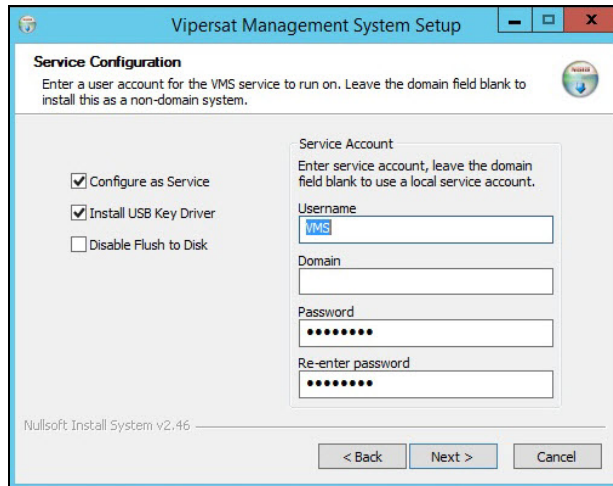 Vipersat Management System Setup
Service Configuration
Enter a user account for the VMS service to run on. Leave the domain field blank to
install this as a non-domain system.
Service Account
Enter service account, leave the domain
field blank to use a local service account.
Configure as Service
Install USB Key Driver
Disable Flush to Disk
Username
VMS
Domain
Password
••••••••
Re-enter password
••••••••
Nullsoft Install System v2.46
< Back
Next >
Cancel